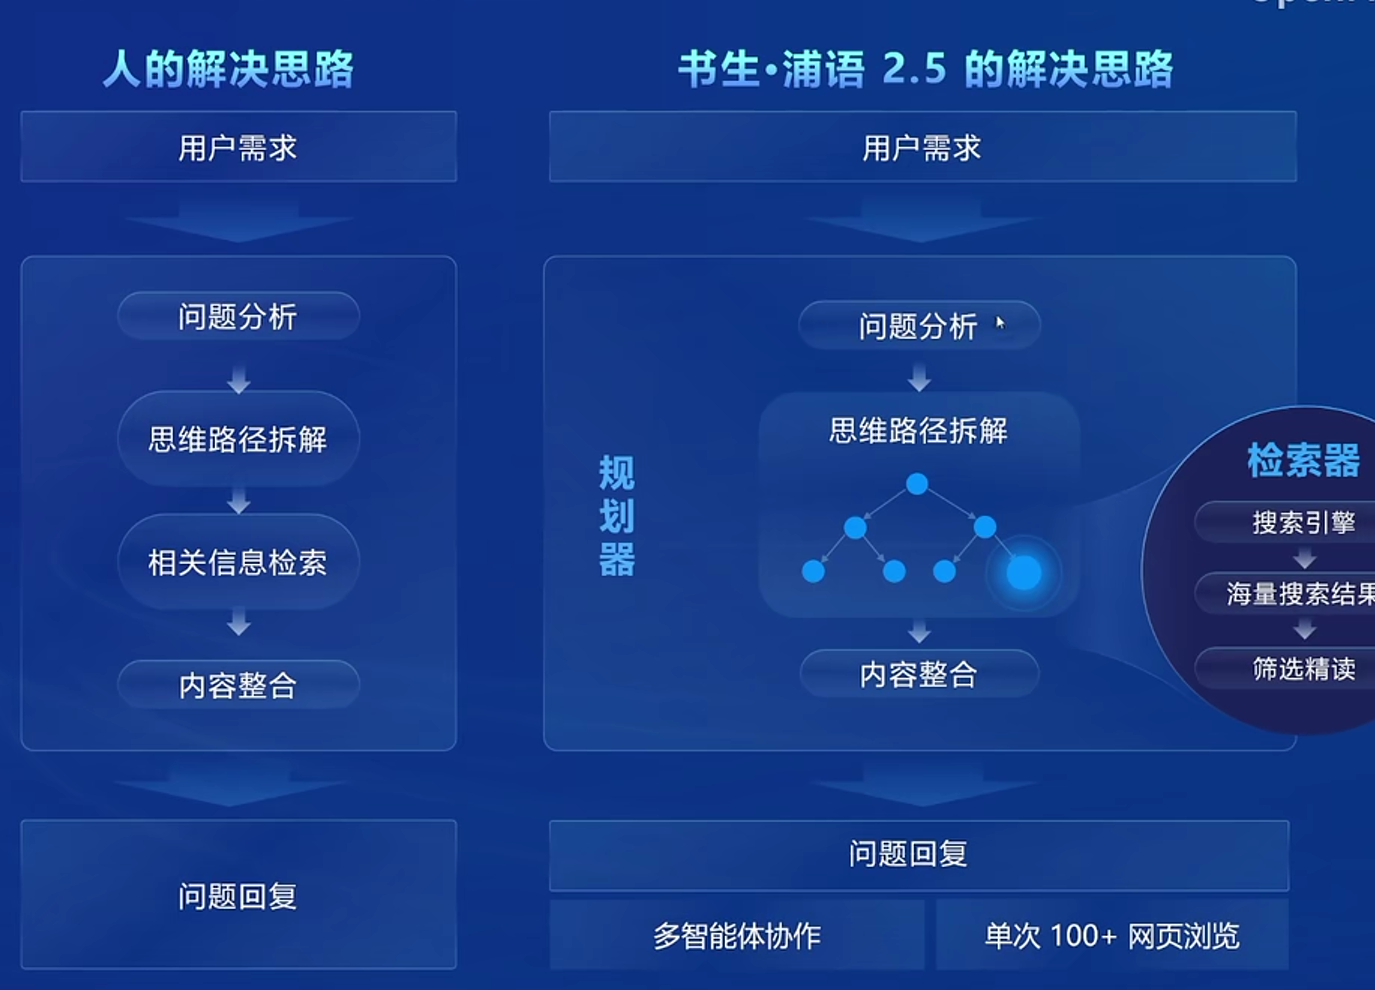 人的解决思路
用户需求
问题分析
思维路径拆解
相关信息检索
内容整合
问题回复
书生·浦语 2.5 的解决思路
用户需求
规划器
问题分析
思维路径拆解
内容整合
检索器
搜索引擎
海量搜索结果
筛选精读
问题回复
多智能体协作
单次 100+ 网页浏览